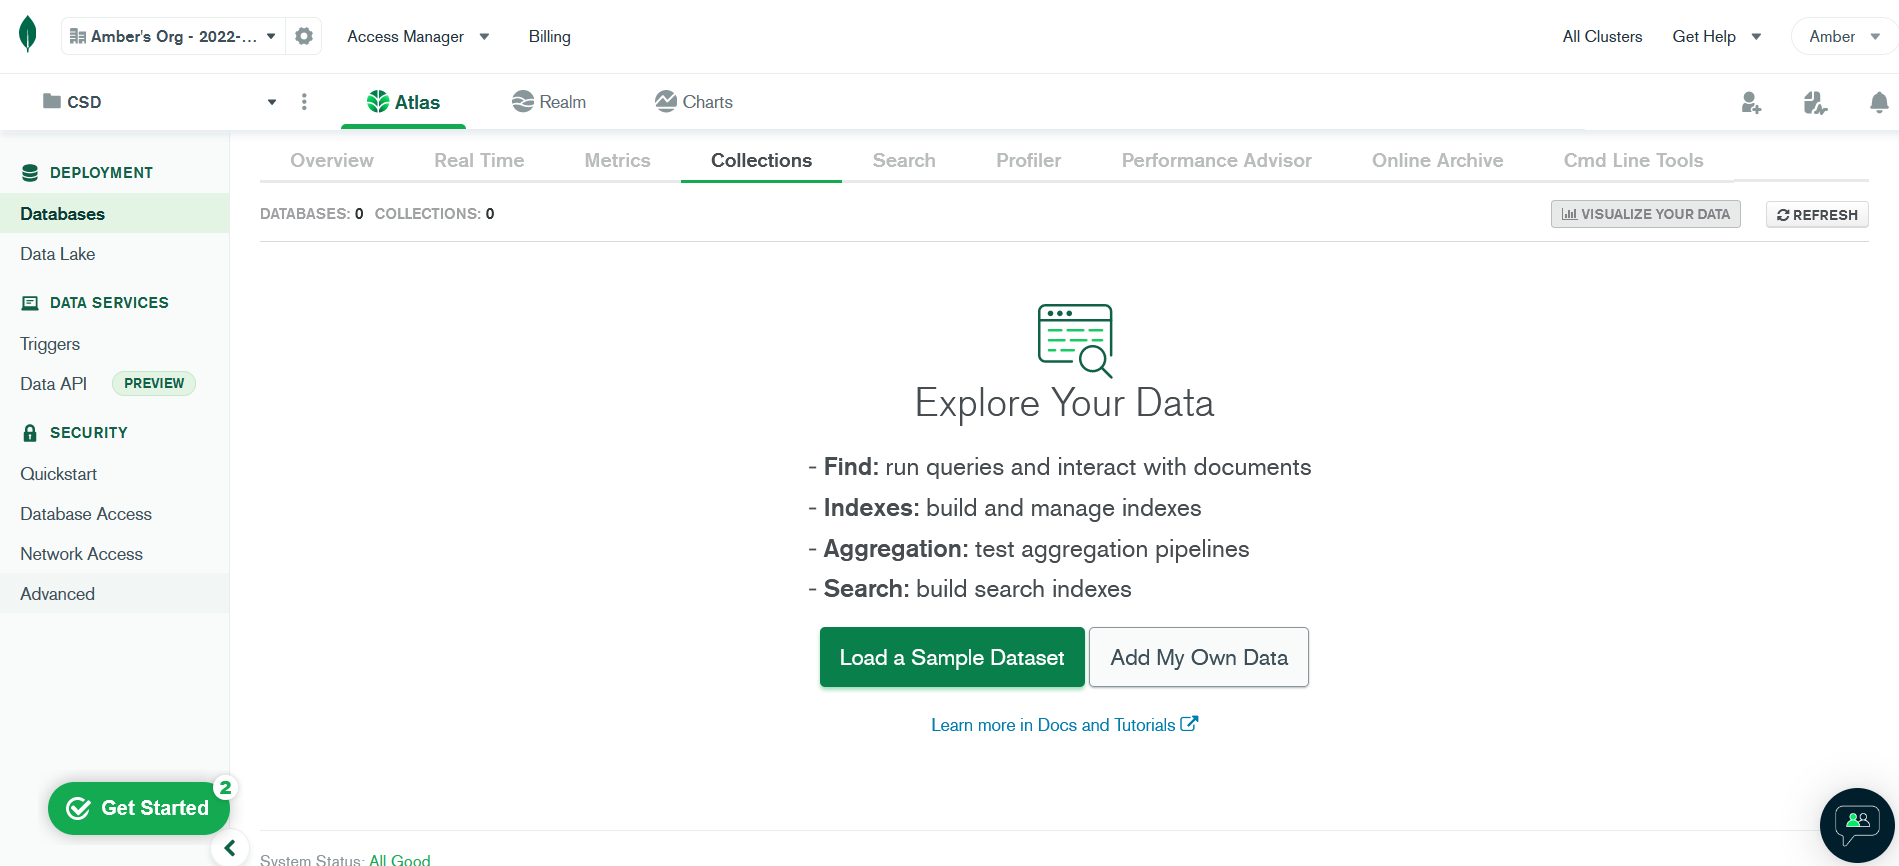 Amber's Org - 2022-...
Access Manager
Billing
All Clusters
Get Help
Amber
CSD
Atlas
Realm
Charts
Overview
Real Time
Metrics
Collections
Search
Profiler
Performance Advisor
Online Archive
Cmd Line Tools
DEPLOYMENT
Databases
Data Lake
DATA SERVICES
Triggers
Data API PREVIEW
SECURITY
Quickstart
Database Access
Network Access
Advanced
DATABASES: 0 COLLECTIONS: 0
VISUALIZE YOUR DATA
REFRESH
Explore Your Data
- Find: run queries and interact with documents
- Indexes: build and manage indexes
- Aggregation: test aggregation pipelines
- Search: build search indexes
Load a Sample Dataset
Add My Own Data
Learn more in Docs and Tutorials
Get Started
2
System Status: All Good